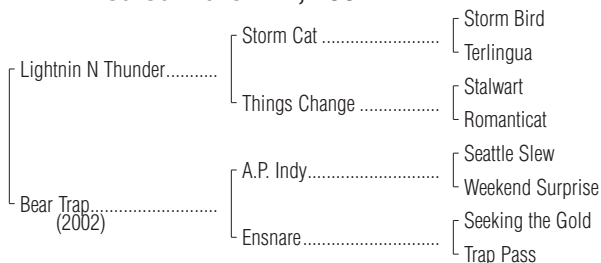 Storm Bird
Storm Cat ........................
Terlingua
Lightnin N Thunder...........
Stalwart
Things Change ................
Romanticat
Seattle Slew
A.P. Indy..........................
Weekend Surprise
Bear Trap..........................
(2002)
Seeking the Gold
Ensnare...........................
Trap Pass